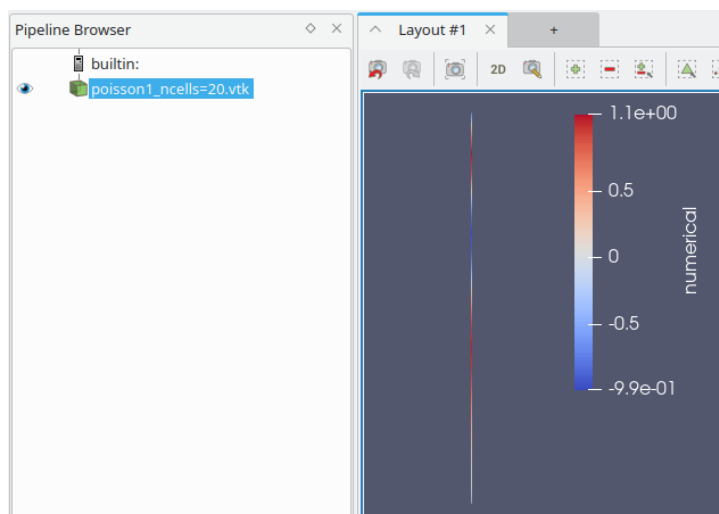 Pipeline Browser
builtin:
poisson1_ncells=20.vtk
Layout #1
+
2D
1.1e+00
0.5
0
-0.5
-9.9e-01
numerical